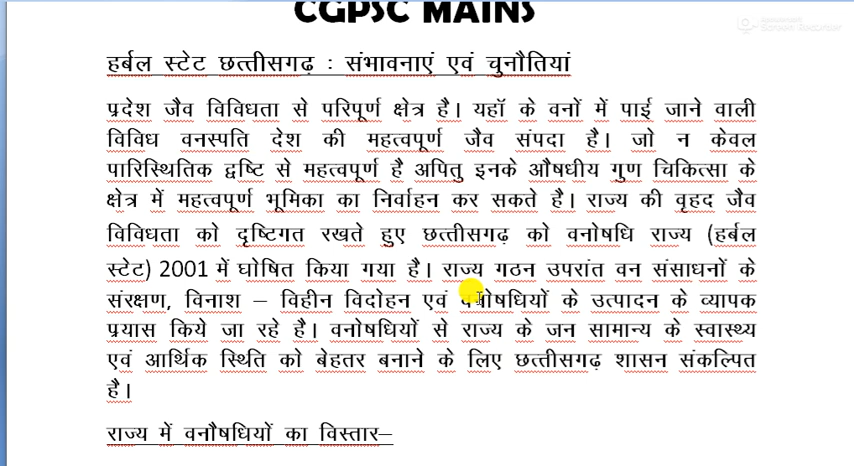 CGPSC MAINS
हर्बल स्टेट छत्तीसगढ़ : संभावनाएं एवं चुनौतियां
प्रदेश जैव विविधता से परिपूर्ण क्षेत्र है। यहॉ के वनों में पाई जाने वाली
विविध वनस्पति देश की महत्वपूर्ण जैव संपदा है। जो न केवल
पारिस्थितिक द्वष्टि से महत्वपूर्ण है अपितु इनके औषधीय गुण चिकित्सा के
क्षेत्र में महत्वपूर्ण भूमिका का निर्वाहन कर सकते है। राज्य की वृहद जैव
विविधता को दृष्टिगत रखते हुए छत्तीसगढ़ को वनोषधि राज्य (हर्बल
स्टेट) 2001 में घोषित किया गया है। राज्य गठन उपरांत वन संसाधनों के
संरक्षण, विनाश – विहीन विदोहन एवं वनोषधियों के उत्पादन के व्यापक
प्रयास किये जा रहे है। वनोषधियों से राज्य के जन सामान्य के स्वास्थ्य
एवं आर्थिक स्थिति को बेहतर बनाने के लिए छत्तीसगढ़ शासन संकल्पित
है।
राज्य में वनौषधियों का विस्तार–
Screen Recorder